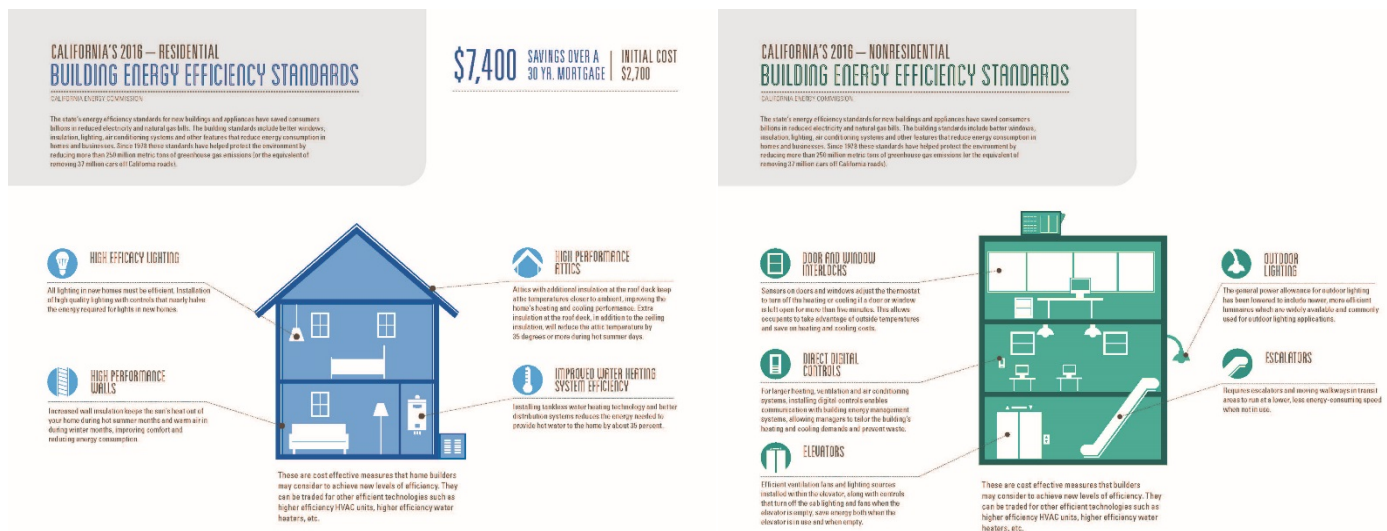 CALIFORNIA'S 2016 — RESIDENTIAL
BUILDING ENERGY EFFICIENCY STANDARDS
CALIFORNIA ENERGY COMMISSION
The state's energy efficiency standards for new buildings and appliances have saved consumers
billions in reduced electricity and natural gas bills. The building standards include better windows,
insulation, lighting, air conditioning systems and other features that reduce energy consumption in
homes and businesses. Since 1978 these standards have helped protect the environment by
reducing more than 250 million metric tons of greenhouse gas emissions (or the equivalent of
removing 37 million cars off California roads).
$7,400
SAVINGS OVER A
30 YR. MORTGAGE
INITIAL COST
$2,700
HIGH EFFICACY LIGHTING
All lighting in new homes must be efficient. Installation
of high quality lighting with controls that nearly halve
the energy required for lights in new homes.
HIGH PERFORMANCE
WALLS
Increased wall insulation keeps the sun's heat out of
your home during hot summer months and warm air in
during winter months, improving comfort and
reducing energy consumption.
HIGH PERFORMANCE
ATTICS
Attics with additional insulation at the roof deck keep
attic temperatures closer to ambient, improving the
home's heating and cooling performance. Extra
insulation at the roof deck, in addition to the ceiling
insulation, will reduce the attic temperature by
35 degrees or more during hot summer days.
IMPROVED WATER HEATING
SYSTEM EFFICIENCY
Installing tankless water heating technology and better
distribution systems reduces the energy needed to
provide hot water to the home by about 35 percent.
These are cost effective measures that home builders
may consider to achieve new levels of efficiency. They
can be traded for other efficient technologies such as
higher efficiency HVAC units, higher efficiency water
heaters, etc.
CALIFORNIA'S 2016 — NONRESIDENTIAL
BUILDING ENERGY EFFICIENCY STANDARDS
CALIFORNIA ENERGY COMMISSION
The state's energy efficiency standards for new buildings and appliances have saved consumers
billions in reduced electricity and natural gas bills. The building standards include better windows,
insulation, lighting, air conditioning systems and other features that reduce energy consumption in
homes and businesses. Since 1978 these standards have helped protect the environment by
reducing more than 250 million metric tons of greenhouse gas emissions (or the equivalent of
removing 37 million cars off California roads).
DOOR AND WINDOW
INTERLOCKS
Sensors on doors and windows adjust the thermostat
to turn off the heating or cooling if a door or window
is left open for more than five minutes. This allows
occupants to take advantage of outside temperatures
and save on heating and cooling costs.
DIRECT DIGITAL
CONTROLS
For larger heating, ventilation and air conditioning
systems, installing digital controls enables
communication with building energy management
systems, allowing managers to tailor the building's
heating and cooling demands and prevent waste.
ELEVATORS
Efficient ventilation fans and lighting sources
installed within the elevator, along with controls
that turn off the cab lighting and fans when the
elevator is empty, save energy both when the
elevator is in use and when empty.
OUTDOOR
LIGHTING
The general power allowance for outdoor lighting
has been lowered to include newer, more efficient
luminaires which are widely available and commonly
used for outdoor lighting applications.
ESCALATORS
Requires escalators and moving walkways in transit
areas to run at a lower, less energy-consuming speed
when not in use.
These are cost effective measures that builders
may consider to achieve new levels of efficiency. They
can be traded for other efficient technologies such as
higher efficiency HVAC units, higher efficiency water
heaters, etc.